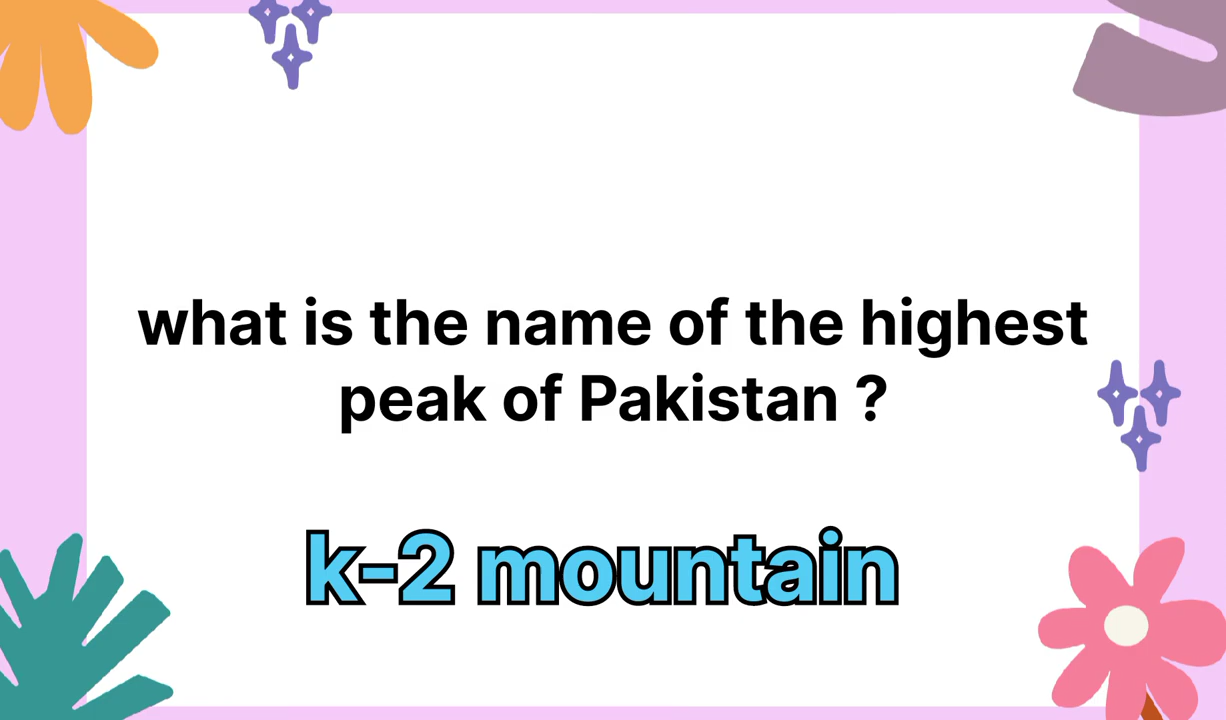 what is the name of the highest
peak of Pakistan ?
k-2 mountain